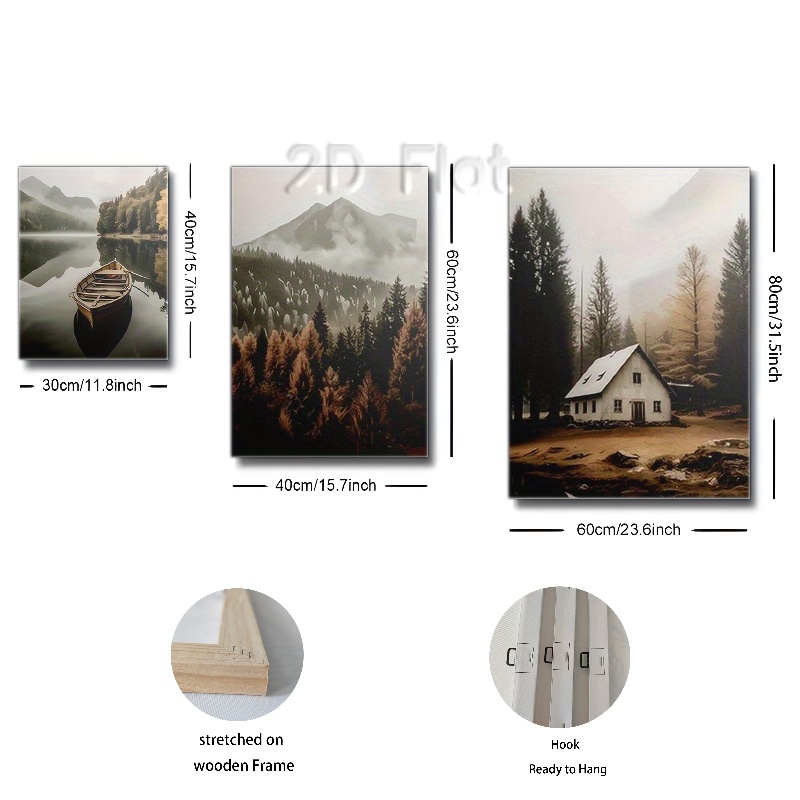 2D Flat
40cm/15.7inch
30cm/11.8inch
60cm/23.6inch
40cm/15.7inch
80cm/31.5inch
60cm/23.6inch
stretched on
wooden Frame
Hook
Ready to Hang